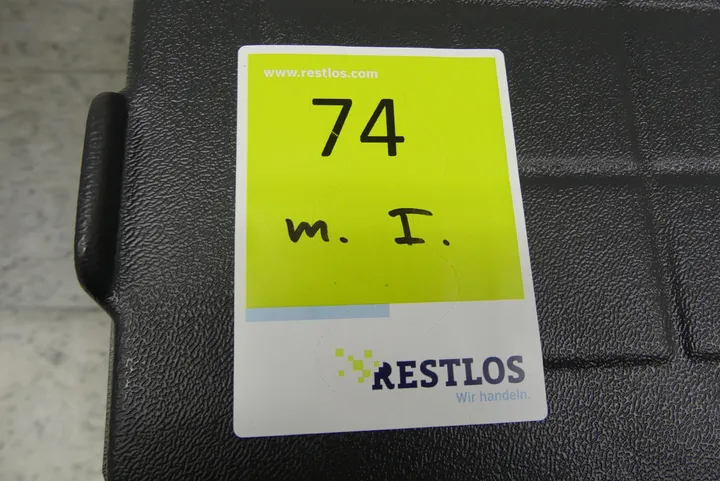 www.restlos.com
74
m. I.
RESTLOS
Wir handeln.